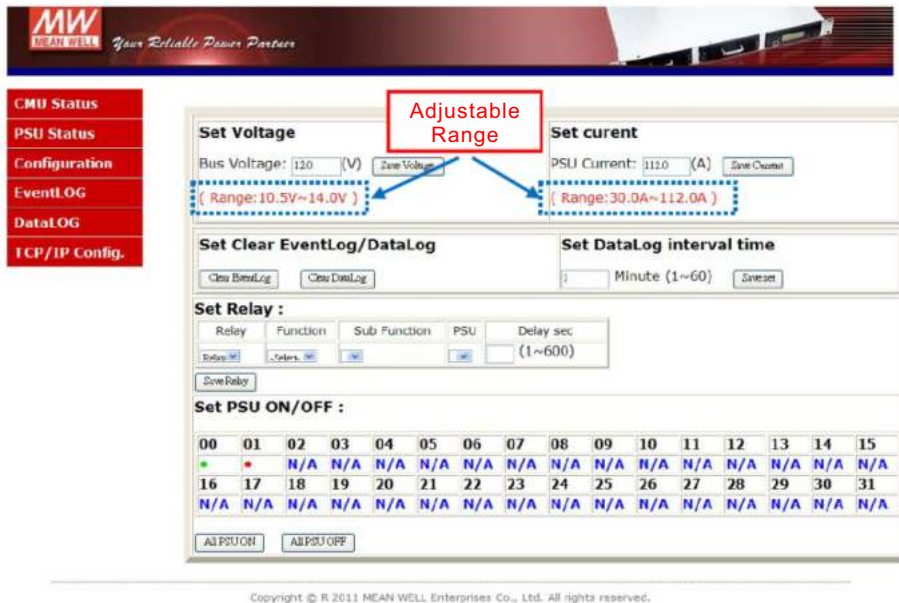 MW
MEAN WELL
Your Reliable Power Partner
CMU Status
PSU Status
Configuration
EventLOG
DataLOG
TCP/IP Config.
Adjustable
Range
Set Voltage
Bus Voltage: 12.0 (V) Save Voltage
( Range:10.5V~14.0V )
Set curent
PSU Current: 112.0 (A) Save Current
( Range:30.0A~112.0A )
Set Clear EventLog/DataLog
Clear EventLog Clear DataLog
Set DataLog interval time
Minute (1~60) Save set
Set Relay :
Relay Function Sub Function PSU Delay sec
Relay -Select- (1~600)
Save Relay
Set PSU ON/OFF :
00 01 02 03 04 05 06 07 08 09 10 11 12 13 14 15
N/A N/A N/A N/A N/A N/A N/A N/A N/A N/A N/A N/A N/A N/A
16 17 18 19 20 21 22 23 24 25 26 27 28 29 30 31
N/A N/A N/A N/A N/A N/A N/A N/A N/A N/A N/A N/A N/A N/A N/A N/A
All PSU ON All PSU OFF
Copyright © R 2011 MEAN WELL Enterprises Co., Ltd. All rights reserved.